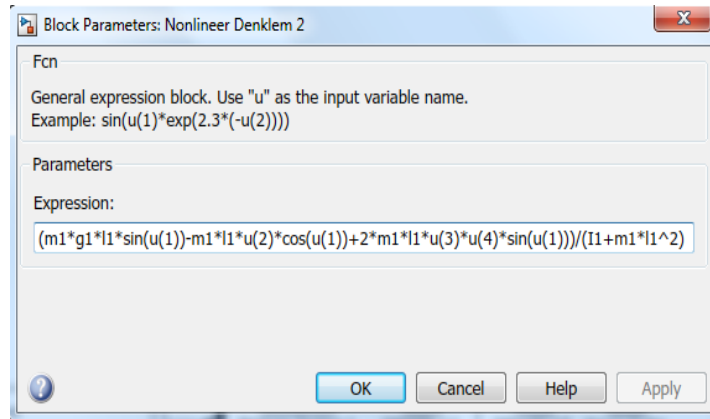 Block Parameters: Nonlineer Denklem 2
Fcn
General expression block. Use "u" as the input variable name.
Example: sin(u(1)*exp(2.3*(-u(2))))
Parameters
Expression:
(m1*g1*l1*sin(u(1))-m1*l1*u(2)*cos(u(1))+2*m1*l1*u(3)*u(4)*sin(u(1)))/(I1+m1*l1^2)
OK Cancel Help Apply